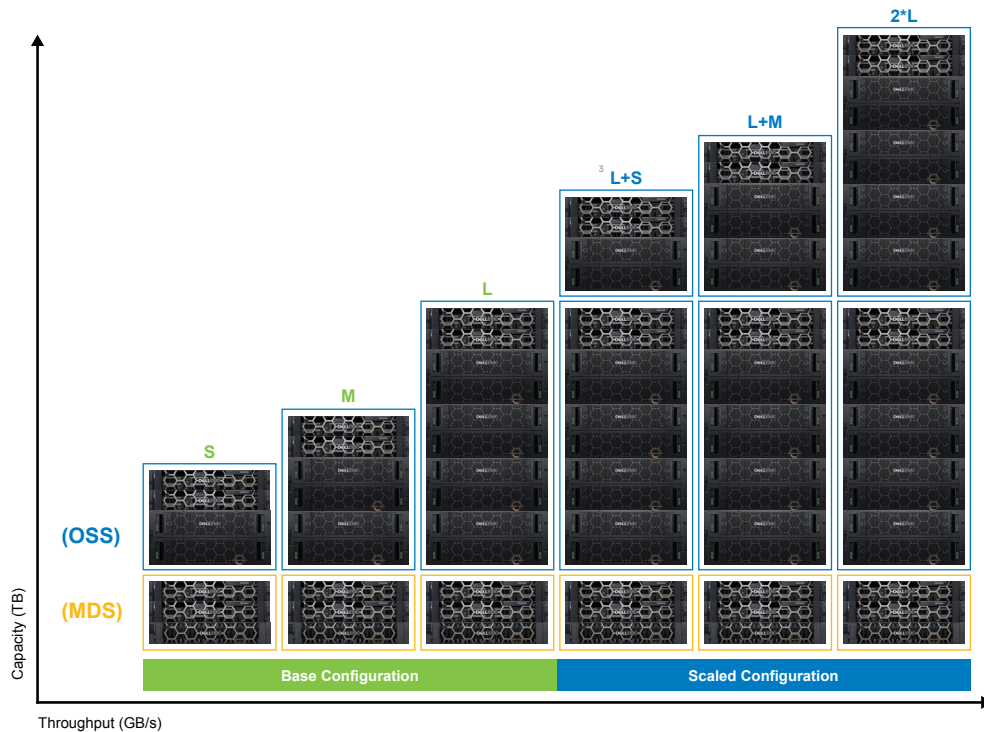 2*L
L+M
3
L+S
L
M
S
(OSS)
(MDS)
Capacity (TB)
Base Configuration
Scaled Configuration
Throughput (GB/s)